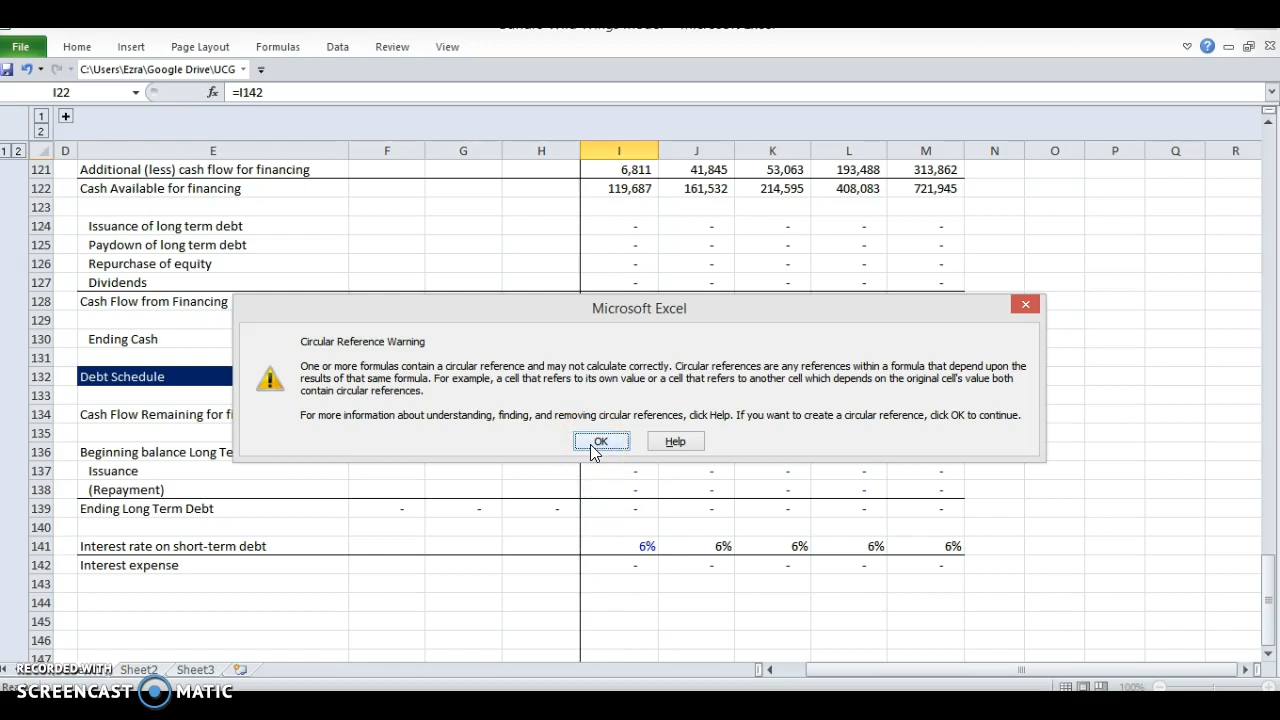 File Home Insert Page Layout Formulas Data Review View
C:\Users\Ezra\Google Drive\UCG
I22 fx =I142
1
2
1 2 D E F G H I J K L M N O P Q R
121 Additional (less) cash flow for financing 6,811 41,845 53,063 193,488 313,862
122 Cash Available for financing 119,687 161,532 214,595 408,083 721,945
123
124 Issuance of long term debt - - - - -
125 Paydown of long term debt - - - - -
126 Repurchase of equity - - - - -
127 Dividends - - - - -
128 Cash Flow from Financing
129
130 Ending Cash
131
132 Debt Schedule
133
134 Cash Flow Remaining for
135
136 Beginning balance Long
137 Issuance - - - - -
138 (Repayment) - - - - -
139 Ending Long Term Debt - - - - - - - -
140
141 Interest rate on short-term debt 6% 6% 6% 6% 6%
142 Interest expense - - - - -
143
144
145
146
147
Microsoft Excel
Circular Reference Warning
One or more formulas contain a circular reference and may not calculate correctly. Circular references are any references within a formula that depend upon the
results of that same formula. For example, a cell that refers to its own value or a cell that refers to another cell which depends on the original cell's value both
contain circular references.
For more information about understanding, finding, and removing circular references, click Help. If you want to create a circular reference, click OK to continue.
OK Help
Sheet2 Sheet3
RECORDED WITH
SCREENCAST MATIC
100%